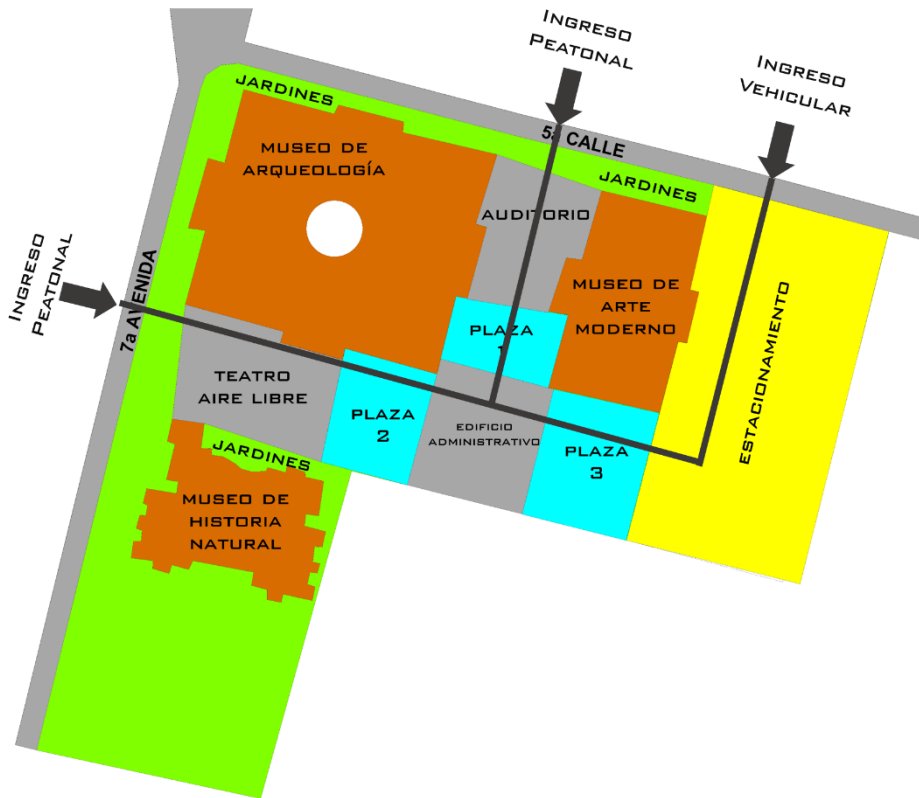 INGRESO
PEATONAL
INGRESO
VEHICULAR
JARDINES
5a CALLE
MUSEO DE
ARQUEOLOGÍA
JARDINES
AUDITORIO
INGRESO
PEATONAL
7a AVENIDA
MUSEO DE
ARTE
MODERNO
ESTACIONAMIENTO
PLAZA
1
TEATRO
AIRE LIBRE
PLAZA
2
EDIFICIO
ADMINISTRATIVO
PLAZA
3
JARDINES
MUSEO DE
HISTORIA
NATURAL